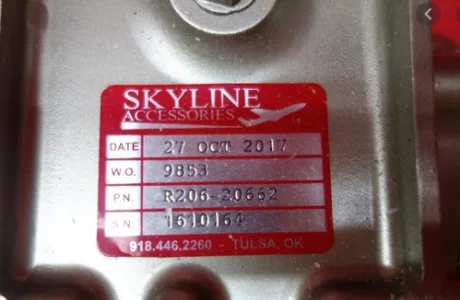 SKYLINE
ACCESSORIES
DATE 27 OCT 2017
W.O. 9853
P.N. R206-20662
S.N. 1610164
918.446.2260 - TULSA, OK